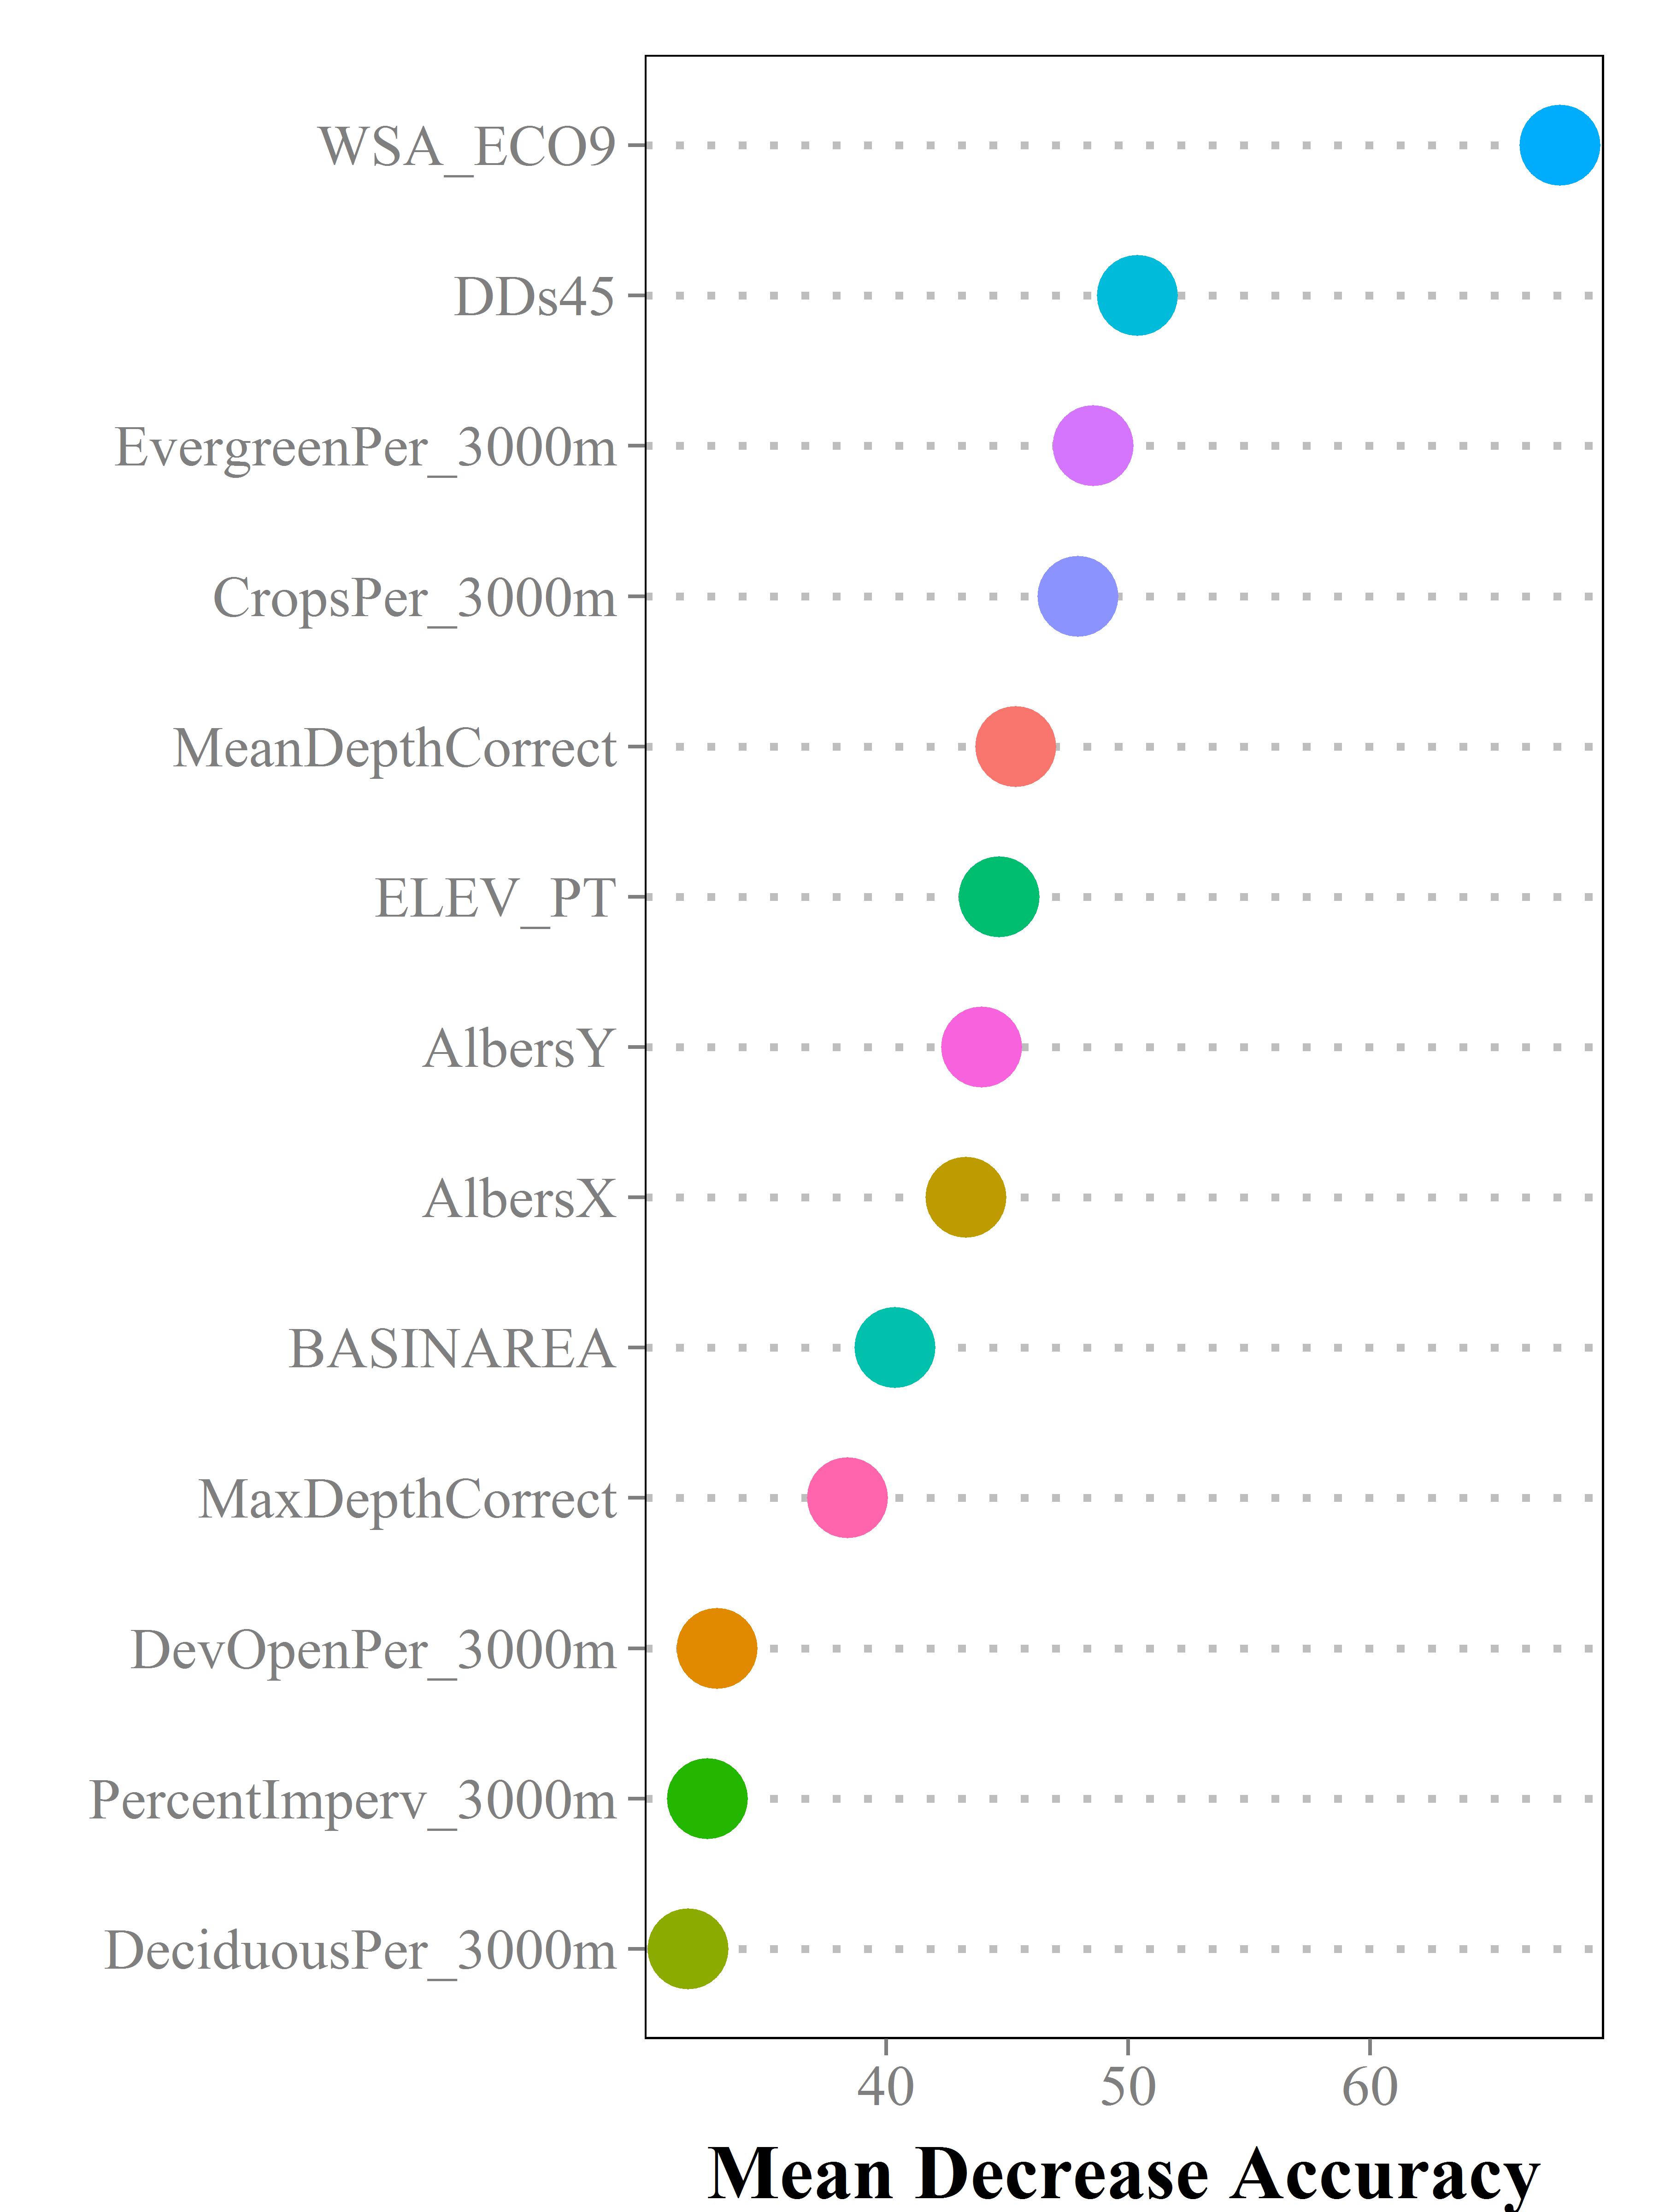 WSA_ECO9
DDs45
EvergreenPer_3000m
CropsPer_3000m
MeanDepthCorrect
ELEV_PT
AlbersY
AlbersX
BASINAREA
MaxDepthCorrect
DevOpenPer_3000m
PercentImperv_3000m
DeciduousPer_3000m
40 50 60
Mean Decrease Accuracy